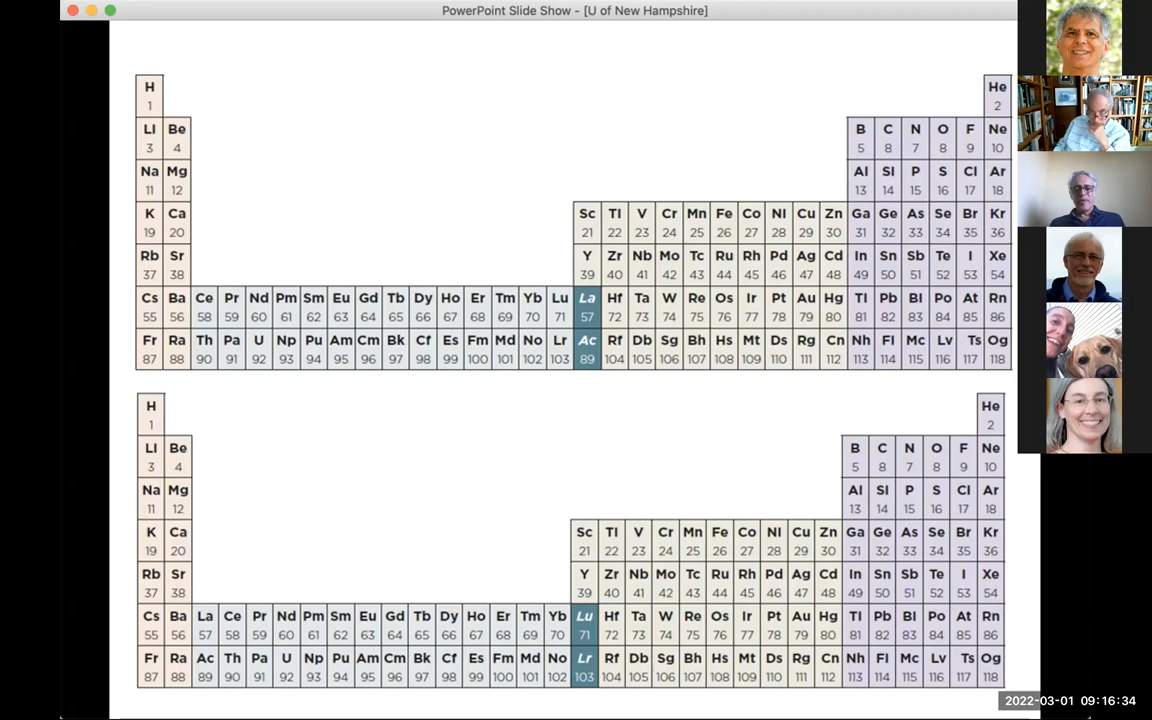 PowerPoint Slide Show - [U of New Hampshire]
H He
1 2
LI Be B C N O F Ne
3 4 5 8 7 8 9 10
Na Mg Al SI P S Cl Ar
11 12 13 14 15 16 17 18
K Ca Sc TI V Cr Mn Fe Co NI Cu Zn Ga Ge As Se Br Kr
19 20 21 22 23 24 25 26 27 28 29 30 31 32 33 34 35 36
Rb Sr Y Zr Nb Mo Tc Ru Rh Pd Ag Cd In Sn Sb Te I Xe
37 38 39 40 41 42 43 44 45 46 47 48 49 50 51 52 53 54
Cs Ba Ce Pr Nd Pm Sm Eu Gd Tb Dy Ho Er Tm Yb Lu La Hf Ta W Re Os Ir Pt Au Hg TI Pb BI Po At Rn
55 56 58 59 60 61 62 63 64 65 66 67 68 69 70 71 57 72 73 74 75 76 77 78 79 80 81 82 83 84 85 86
Fr Ra Th Pa U Np Pu Am Cm Bk Cf Es Fm Md No Lr Ac Rf Db Sg Bh Hs Mt Ds Rg Cn Nh Fl Mc Lv Ts Og
87 88 90 91 92 93 94 95 96 97 98 99 100 101 102 103 89 104 105 106 107 108 109 110 111 112 113 114 115 116 117 118
H He
1 2
LI Be B C N O F Ne
3 4 5 8 7 8 9 10
Na Mg Al SI P S Cl Ar
11 12 13 14 15 16 17 18
K Ca Sc TI V Cr Mn Fe Co NI Cu Zn Ga Ge As Se Br Kr
19 20 21 22 23 24 25 26 27 28 29 30 31 32 33 34 35 36
Rb Sr Y Zr Nb Mo Tc Ru Rh Pd Ag Cd In Sn Sb Te I Xe
37 38 39 40 41 42 43 44 45 46 47 48 49 50 51 52 53 54
Cs Ba La Ce Pr Nd Pm Sm Eu Gd Tb Dy Ho Er Tm Yb Lu Hf Ta W Re Os Ir Pt Au Hg TI Pb BI Po At Rn
55 56 57 58 59 60 61 62 63 64 65 66 67 68 69 70 71 72 73 74 75 76 77 78 79 80 81 82 83 84 85 86
Fr Ra Ac Th Pa U Np Pu Am Cm Bk Cf Es Fm Md No Lr Rf Db Sg Bh Hs Mt Ds Rg Cn Nh Fl Mc Lv Ts Og
87 88 89 90 91 92 93 94 95 96 97 98 99 100 101 102 103 104 105 106 107 108 109 110 111 112 113 114 115 116 117 118
2022-03-01 09:16:34